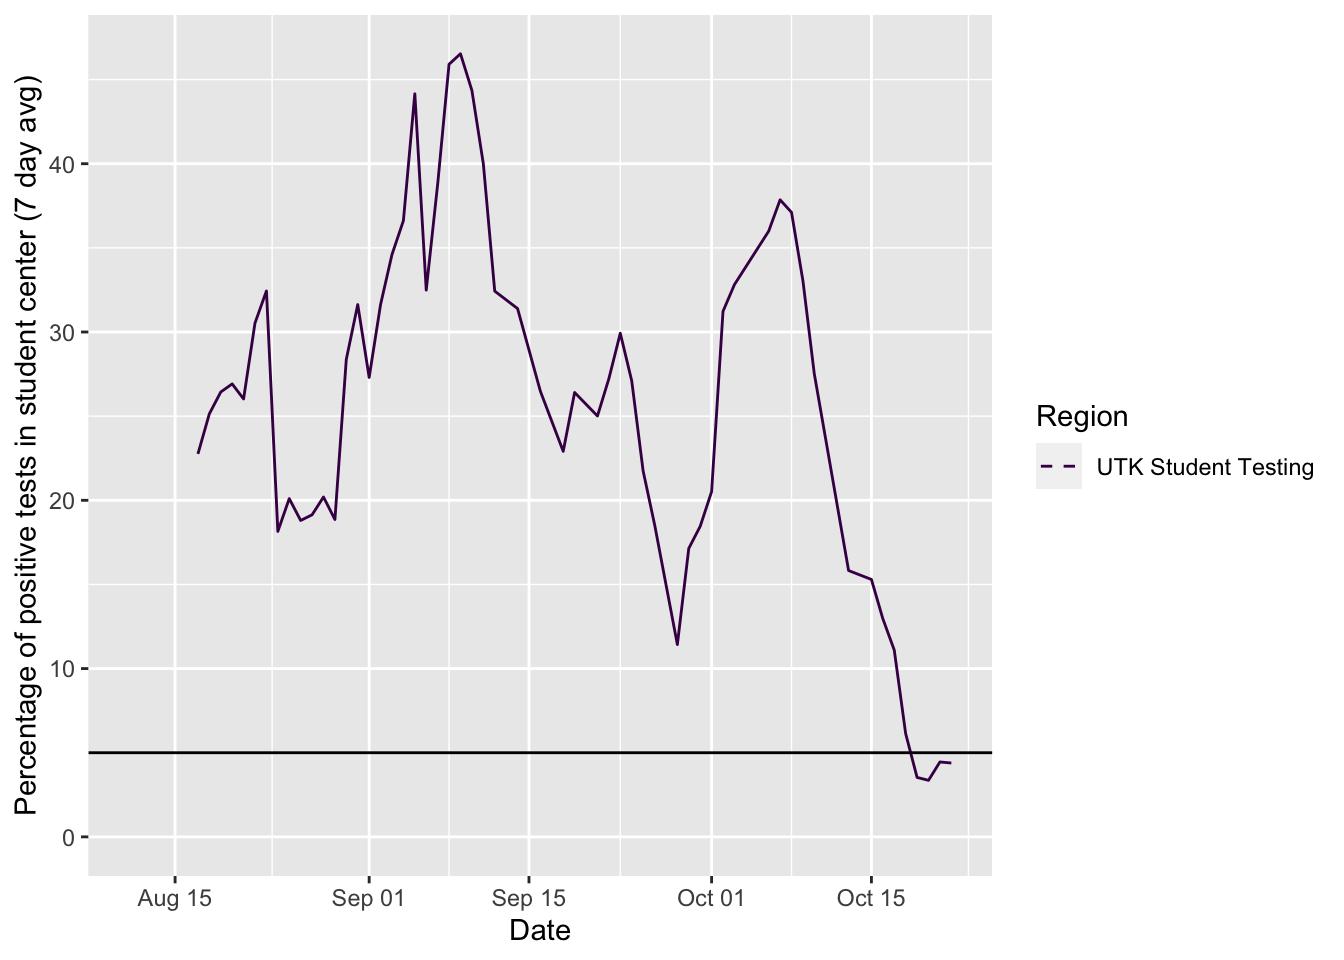 Percentage of positive tests in student center (7 day avg)
40
30
20
10
0
Aug 15
Sep 01
Sep 15
Oct 01
Oct 15
Date
Region
UTK Student Testing